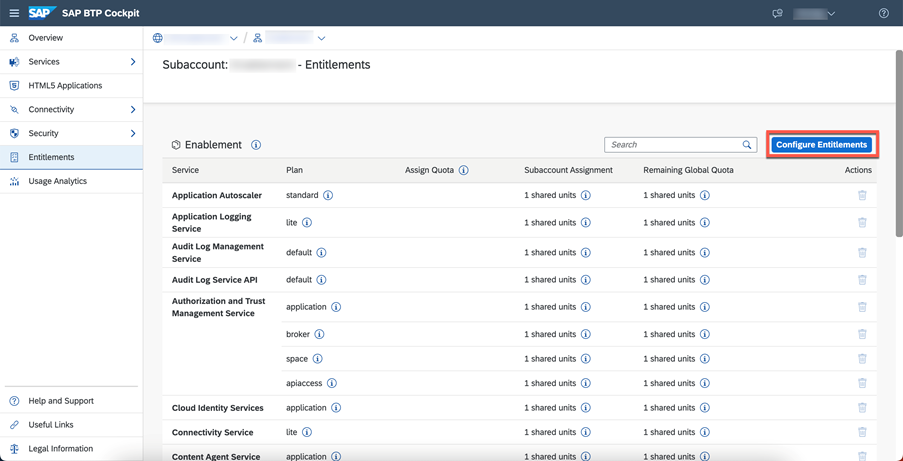 SAP SAP BTP Cockpit
Overview
Services
HTML5 Applications
Connectivity
Security
Entitlements
Usage Analytics
Help and Support
Useful Links
Legal Information
/
Subaccount: - Entitlements
Enablement
Search
Configure Entitlements
Service Plan Assign Quota Subaccount Assignment Remaining Global Quota Actions
Application Autoscaler standard 1 shared units 1 shared units
Application Logging
Service lite 1 shared units 1 shared units
Audit Log Management
Service default 1 shared units 1 shared units
Audit Log Service API default 1 shared units 1 shared units
Authorization and Trust
Management Service application 1 shared units 1 shared units
broker 1 shared units 1 shared units
space 1 shared units 1 shared units
apiaccess 1 shared units 1 shared units
Cloud Identity Services application 1 shared units 1 shared units
Connectivity Service lite 1 shared units 1 shared units
Content Agent Service application 1 shared units 1 shared units